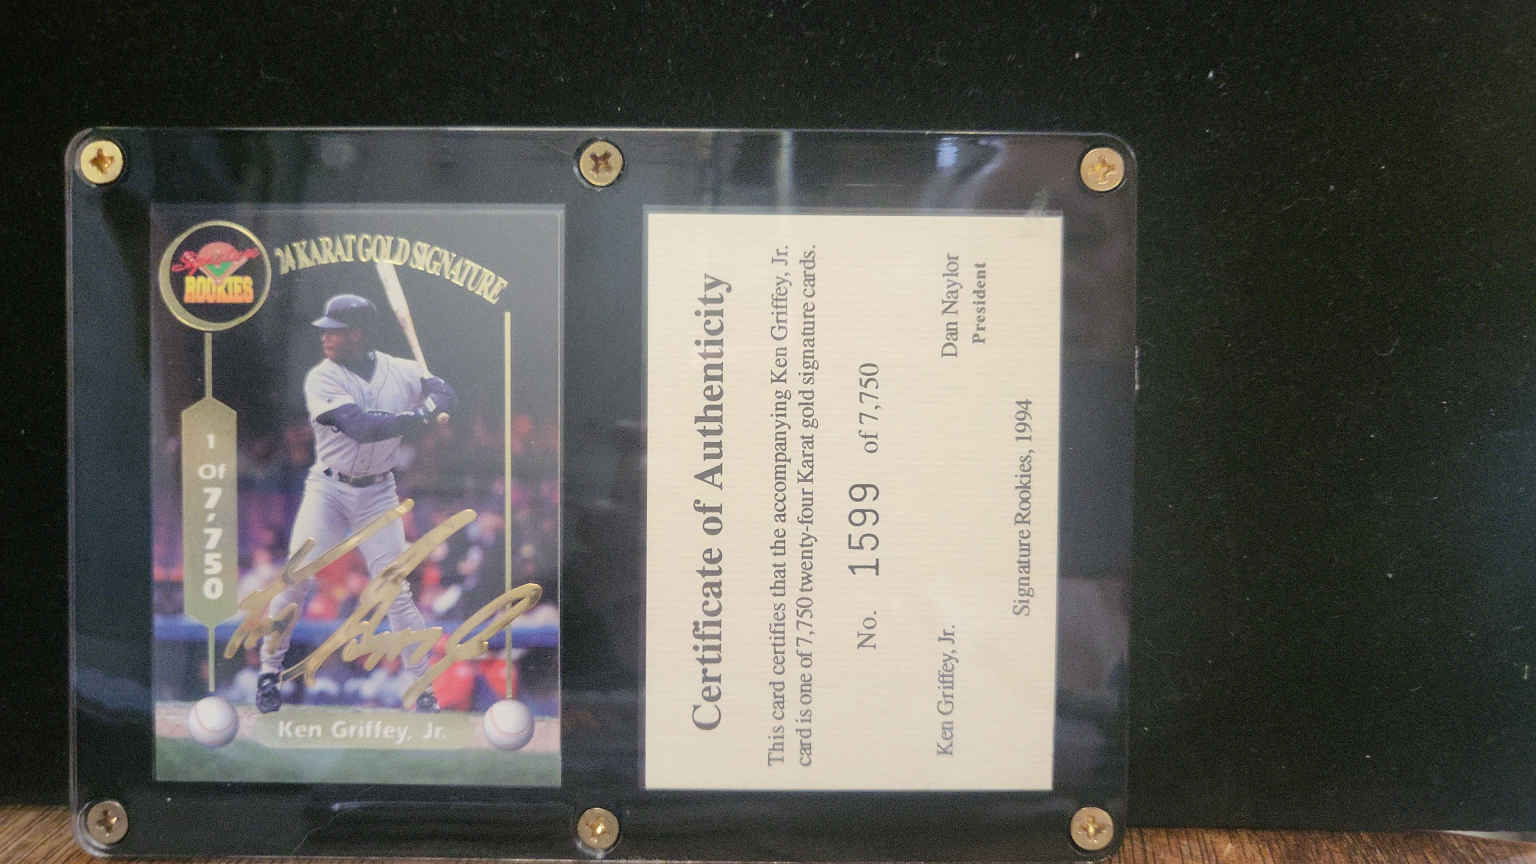 Signature
ROOKIES
24 KARAT GOLD SIGNATURE
1
Of
7,750
Ken Griffey, Jr.
Certificate of Authenticity
This card certifies that the accompanying Ken Griffey, Jr.
card is one of 7,750 twenty-four Karat gold signature cards.
No. 1599 of 7,750
Ken Griffey, Jr. Dan Naylor
President
Signature Rookies, 1994